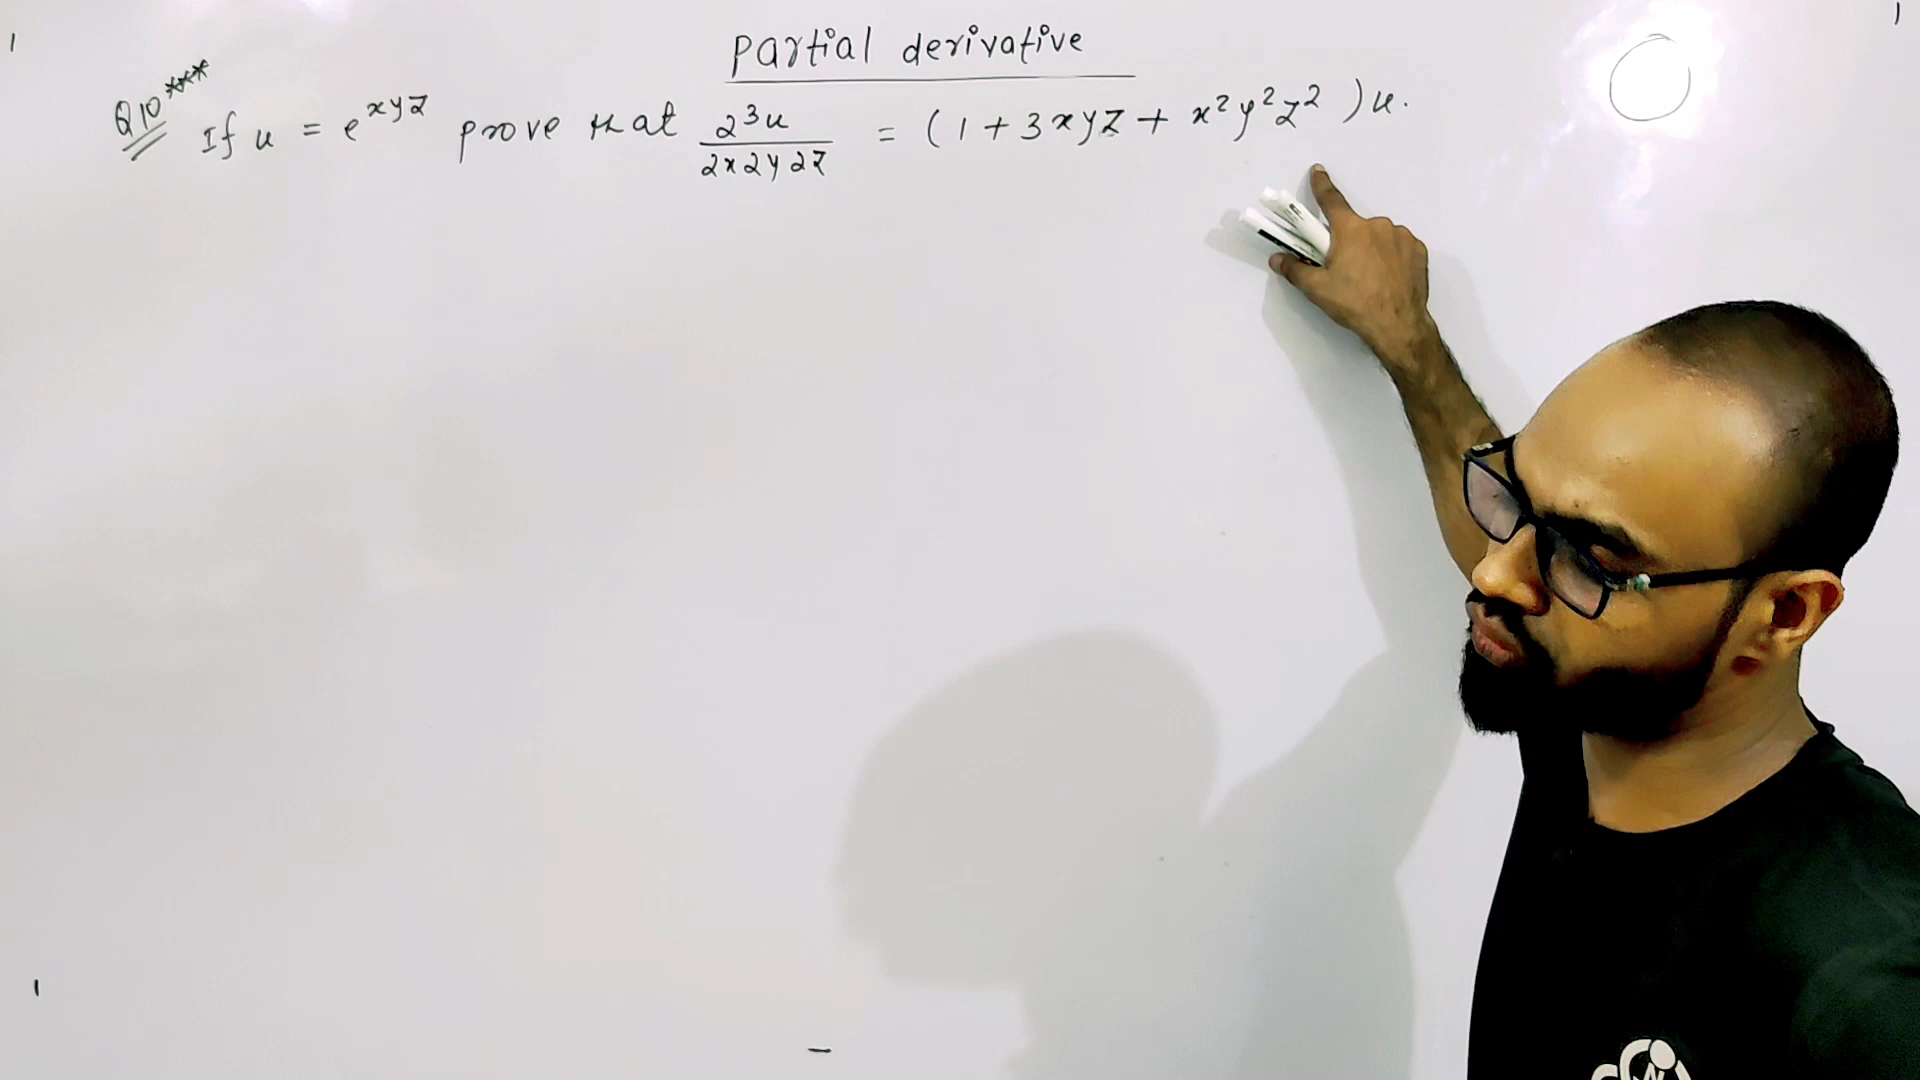 Partial derivative
Q10*** If u = e^{xyz} prove that ∂³u/∂x∂y∂z = (1 + 3xyz + x²y²z²)u.